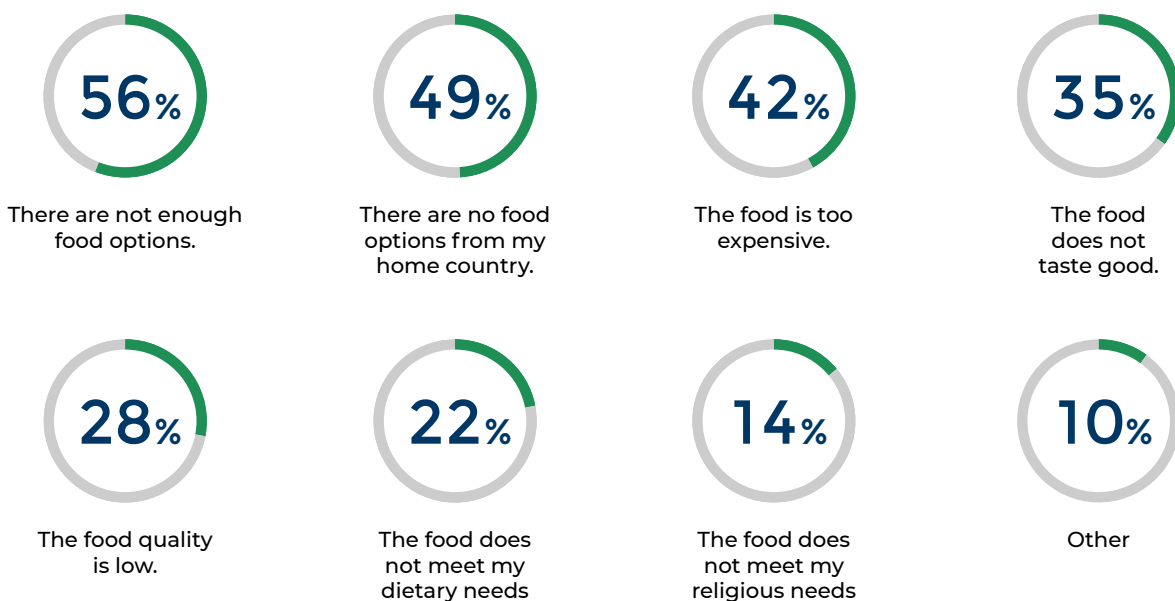 56%
49%
42%
35%
There are not enough
food options.
There are no food
options from my
home country.
The food is too
expensive.
The food
does not
taste good.
28%
22%
14%
10%
The food quality
is low.
The food does
not meet my
dietary needs
The food does
not meet my
religious needs
Other